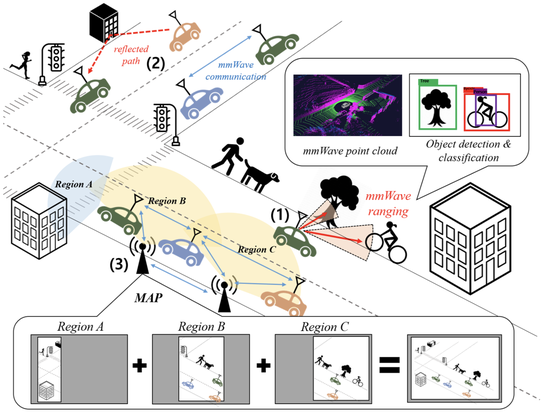 reflected
path
(2)
mmWave
communication
mmWave point cloud
Object detection &
classification
Region A
Region B
(1)
mmWave
ranging
Region C
(3)
MAP
Region A
Region B
Region C